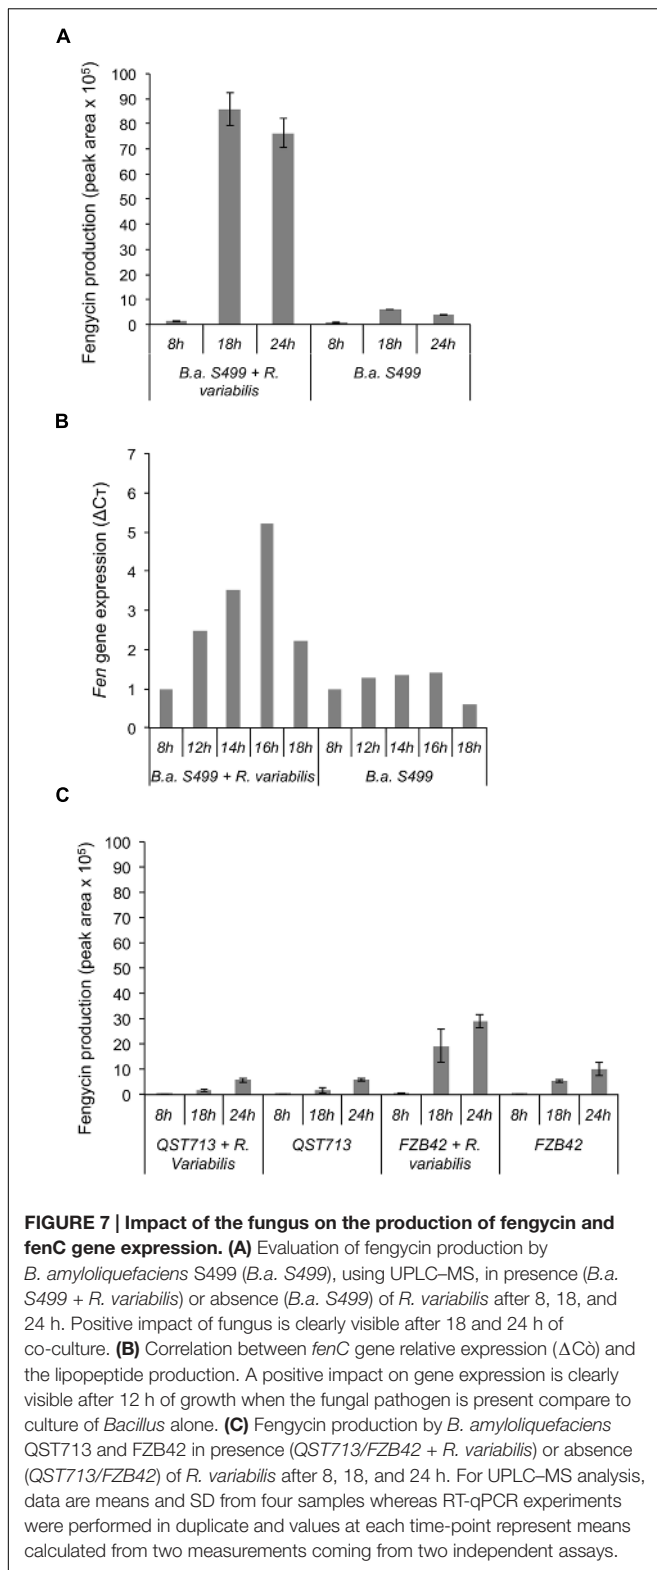 A
Fengycin production (peak area x 10⁵)
100
90
80
70
60
50
40
30
20
10
0
8h 18h 24h 8h 18h 24h
B.a. S499 + R. variabilis B.a. S499
B
Fen gene expression (ΔCᴛ)
7
6
5
4
3
2
1
0
8h 12h 14h 16h 18h 8h 12h 14h 16h 18h
B.a. S499 + R. variabilis B.a. S499
C
Fengycin production (peak area x 10⁵)
100
90
80
70
60
50
40
30
20
10
0
8h 18h 24h 8h 18h 24h 8h 18h 24h 8h 18h 24h
QST713 + R. Variabilis QST713 FZB42 + R. variabilis FZB42
FIGURE 7 | Impact of the fungus on the production of fengycin and
fenC gene expression. (A) Evaluation of fengycin production by
B. amyloliquefaciens S499 (B.a. S499), using UPLC–MS, in presence (B.a.
S499 + R. variabilis) or absence (B.a. S499) of R. variabilis after 8, 18, and
24 h. Positive impact of fungus is clearly visible after 18 and 24 h of
co-culture. (B) Correlation between fenC gene relative expression (ΔCò) and
the lipopeptide production. A positive impact on gene expression is clearly
visible after 12 h of growth when the fungal pathogen is present compare to
culture of Bacillus alone. (C) Fengycin production by B. amyloliquefaciens
QST713 and FZB42 in presence (QST713/FZB42 + R. variabilis) or absence
(QST713/FZB42) of R. variabilis after 8, 18, and 24 h. For UPLC–MS analysis,
data are means and SD from four samples whereas RT-qPCR experiments
were performed in duplicate and values at each time-point represent means
calculated from two measurements coming from two independent assays.